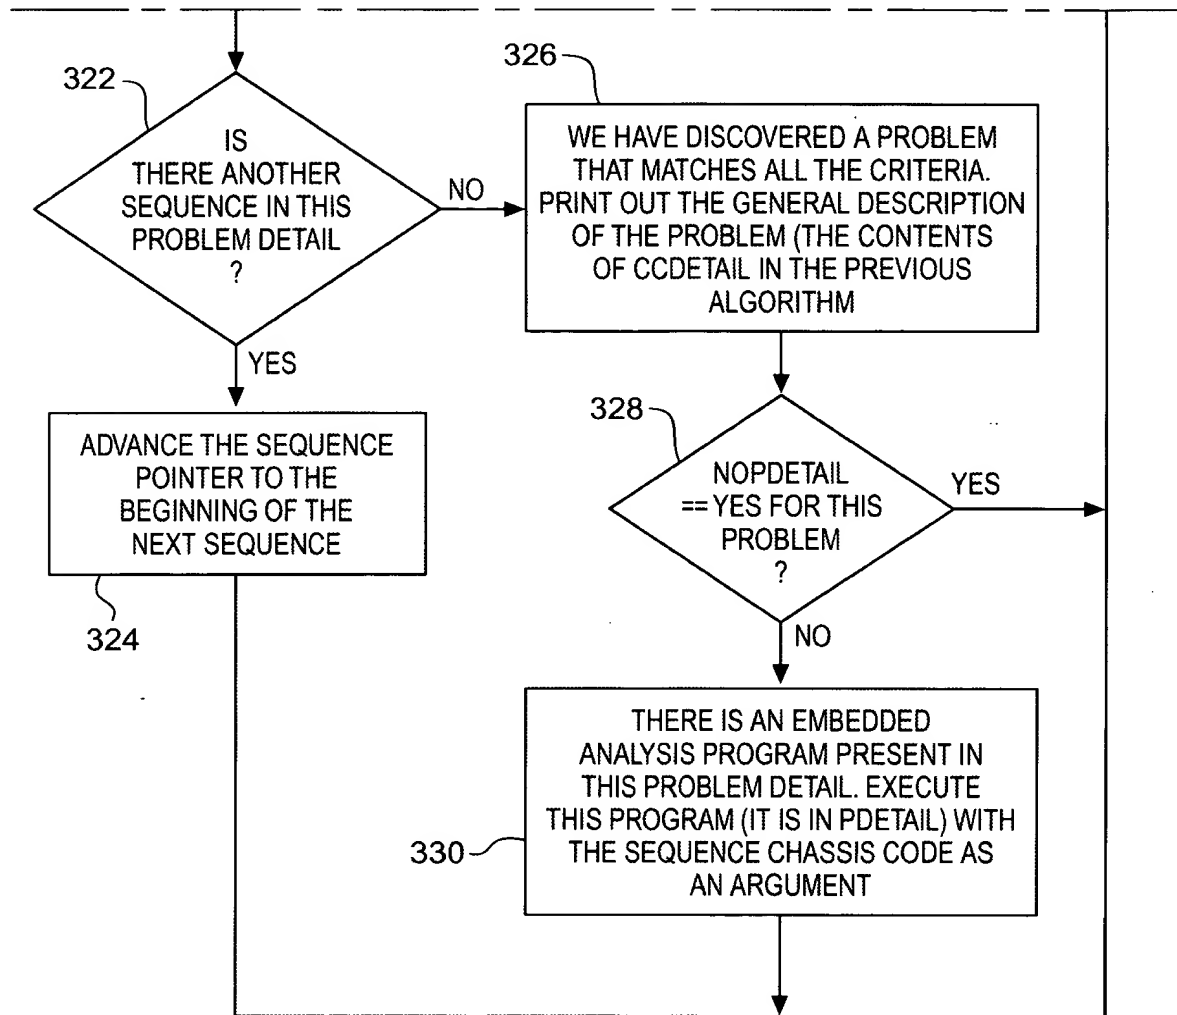 322
IS
THERE ANOTHER
SEQUENCE IN THIS
PROBLEM DETAIL
?
NO
YES
326
WE HAVE DISCOVERED A PROBLEM
THAT MATCHES ALL THE CRITERIA.
PRINT OUT THE GENERAL DESCRIPTION
OF THE PROBLEM (THE CONTENTS
OF CCDETAIL IN THE PREVIOUS
ALGORITHM
ADVANCE THE SEQUENCE
POINTER TO THE
BEGINNING OF THE
NEXT SEQUENCE
324
328
NOPDETAIL
== YES FOR THIS
PROBLEM
?
YES
NO
THERE IS AN EMBEDDED
ANALYSIS PROGRAM PRESENT IN
THIS PROBLEM DETAIL. EXECUTE
THIS PROGRAM (IT IS IN PDETAIL) WITH
THE SEQUENCE CHASSIS CODE AS
AN ARGUMENT
330